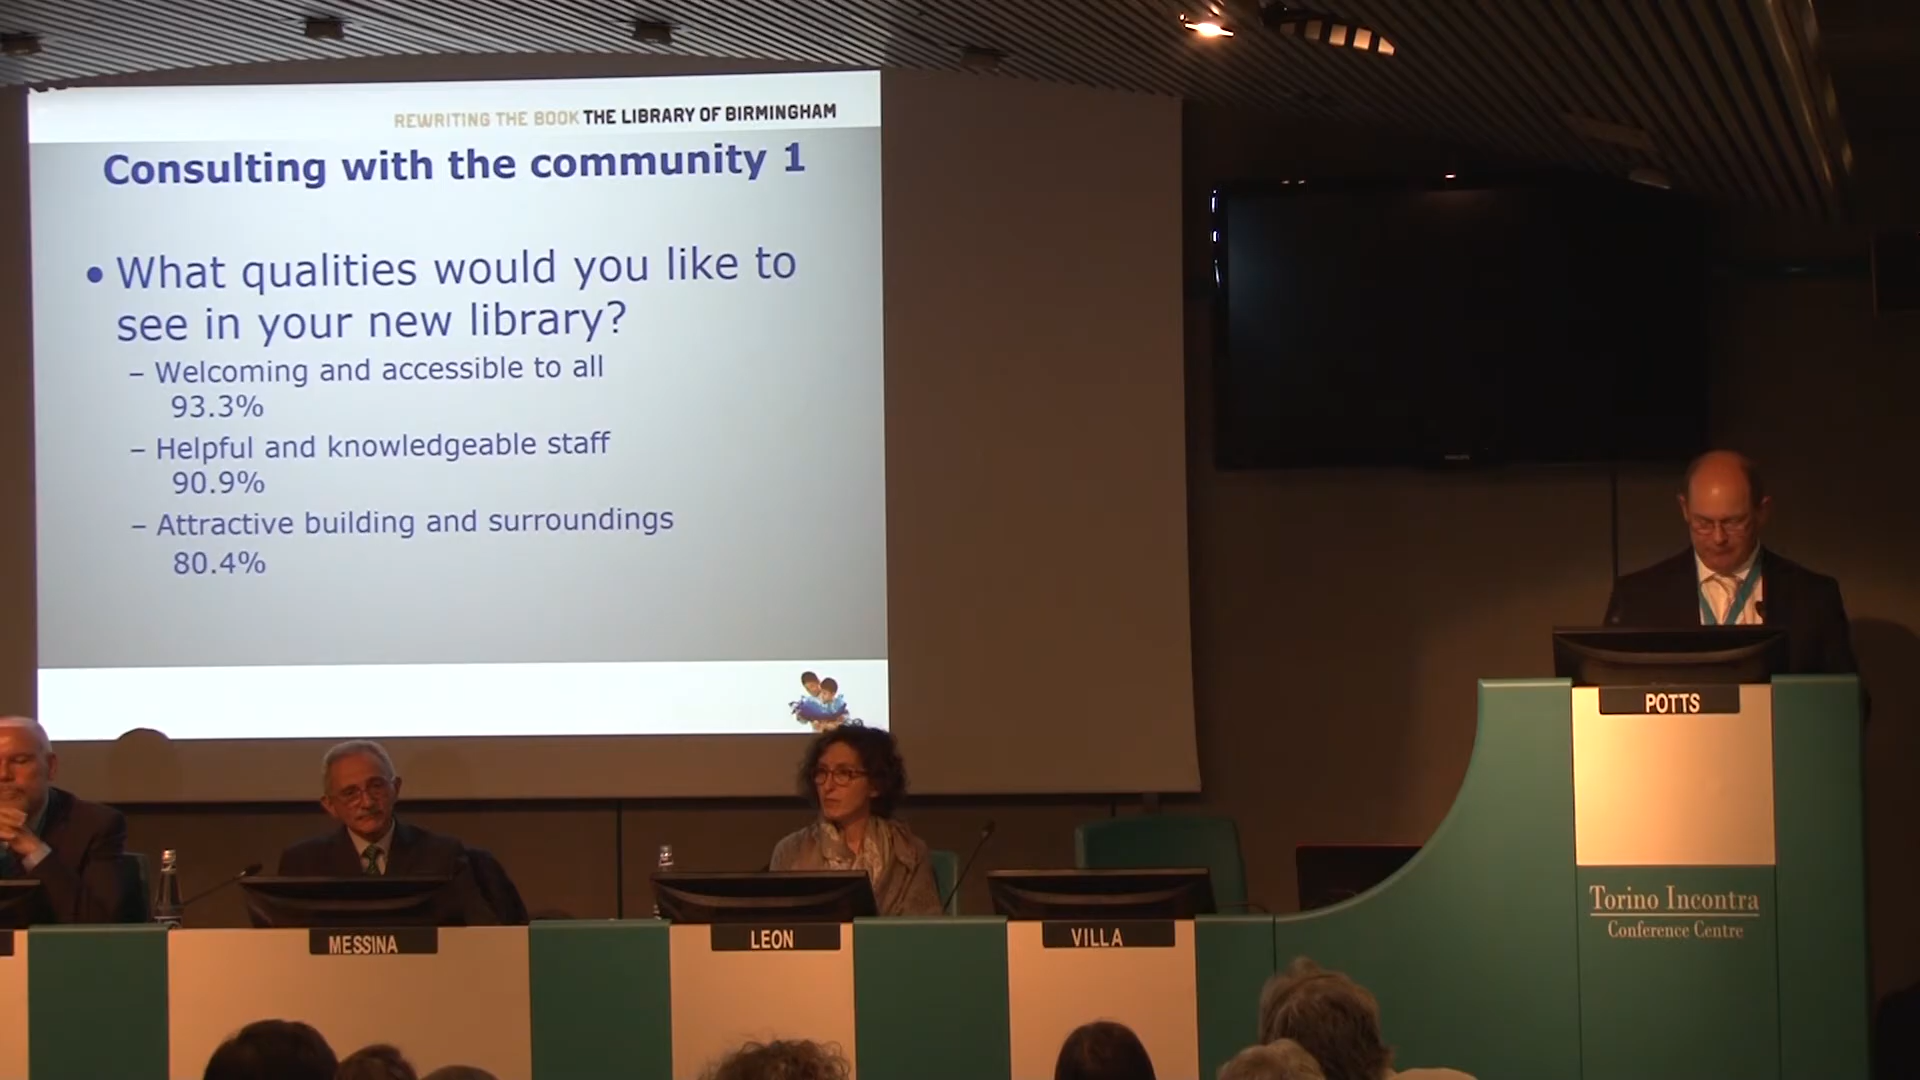 REWRITING THE BOOK THE LIBRARY OF BIRMINGHAM
Consulting with the community 1
• What qualities would you like to
see in your new library?
– Welcoming and accessible to all
93.3%
– Helpful and knowledgeable staff
90.9%
– Attractive building and surroundings
80.4%
POTTS
Torino Incontra
Conference Centre
MESSINA
LEON
VILLA